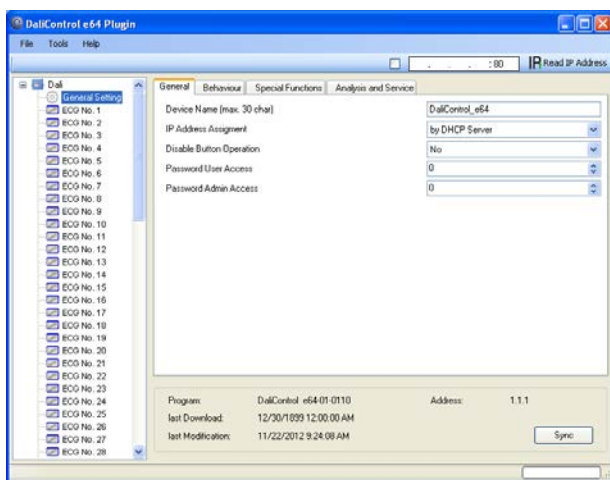 DaliControl e64 Plugin
File Tools Help
. . . :80 Read IP Address
Dali
General Setting
ECG No. 1
ECG No. 2
ECG No. 3
ECG No. 4
ECG No. 5
ECG No. 6
ECG No. 7
ECG No. 8
ECG No. 9
ECG No. 10
ECG No. 11
ECG No. 12
ECG No. 13
ECG No. 14
ECG No. 15
ECG No. 16
ECG No. 17
ECG No. 18
ECG No. 19
ECG No. 20
ECG No. 21
ECG No. 22
ECG No. 23
ECG No. 24
ECG No. 25
ECG No. 26
ECG No. 27
ECG No. 28
General Behaviour Special Functions Analysis and Service
Device Name (max. 30 char) DaliControl_e64
IP Address Assigment by DHCP Server
Disable Button Operation No
Password User Access 0
Password Admin Access 0
Program: DaliControl e64-01-0110 Address: 1.1.1
last Download: 12/30/1899 12:00:00 AM
last Modification: 11/22/2012 9:24:08 AM
Sync